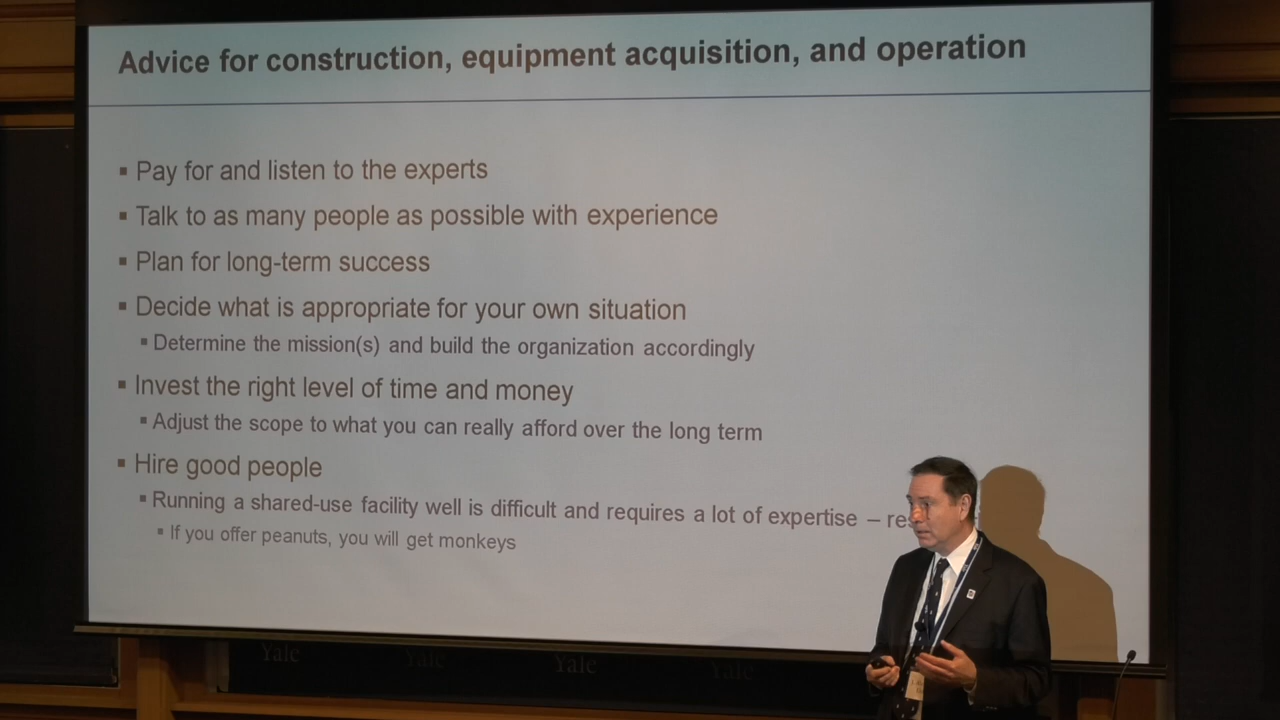 Advice for construction, equipment acquisition, and operation
▪ Pay for and listen to the experts
▪ Talk to as many people as possible with experience
▪ Plan for long-term success
▪ Decide what is appropriate for your own situation
▪ Determine the mission(s) and build the organization accordingly
▪ Invest the right level of time and money
▪ Adjust the scope to what you can really afford over the long term
▪ Hire good people
▪ Running a shared-use facility well is difficult and requires a lot of expertise –
▪ If you offer peanuts, you will get monkeys
Yale Yale Yale Yale